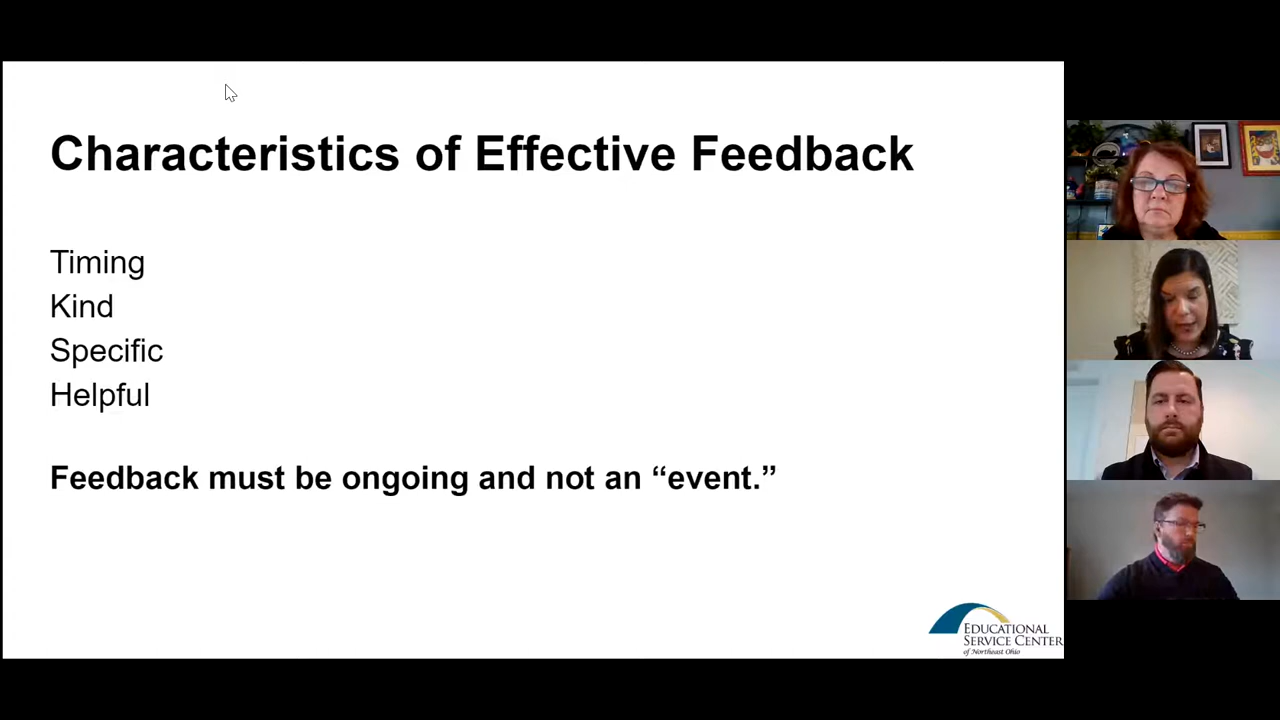 Characteristics of Effective Feedback
Timing
Kind
Specific
Helpful
Feedback must be ongoing and not an “event.”
EDUCATIONAL
SERVICE CENTER
of Northeast Ohio